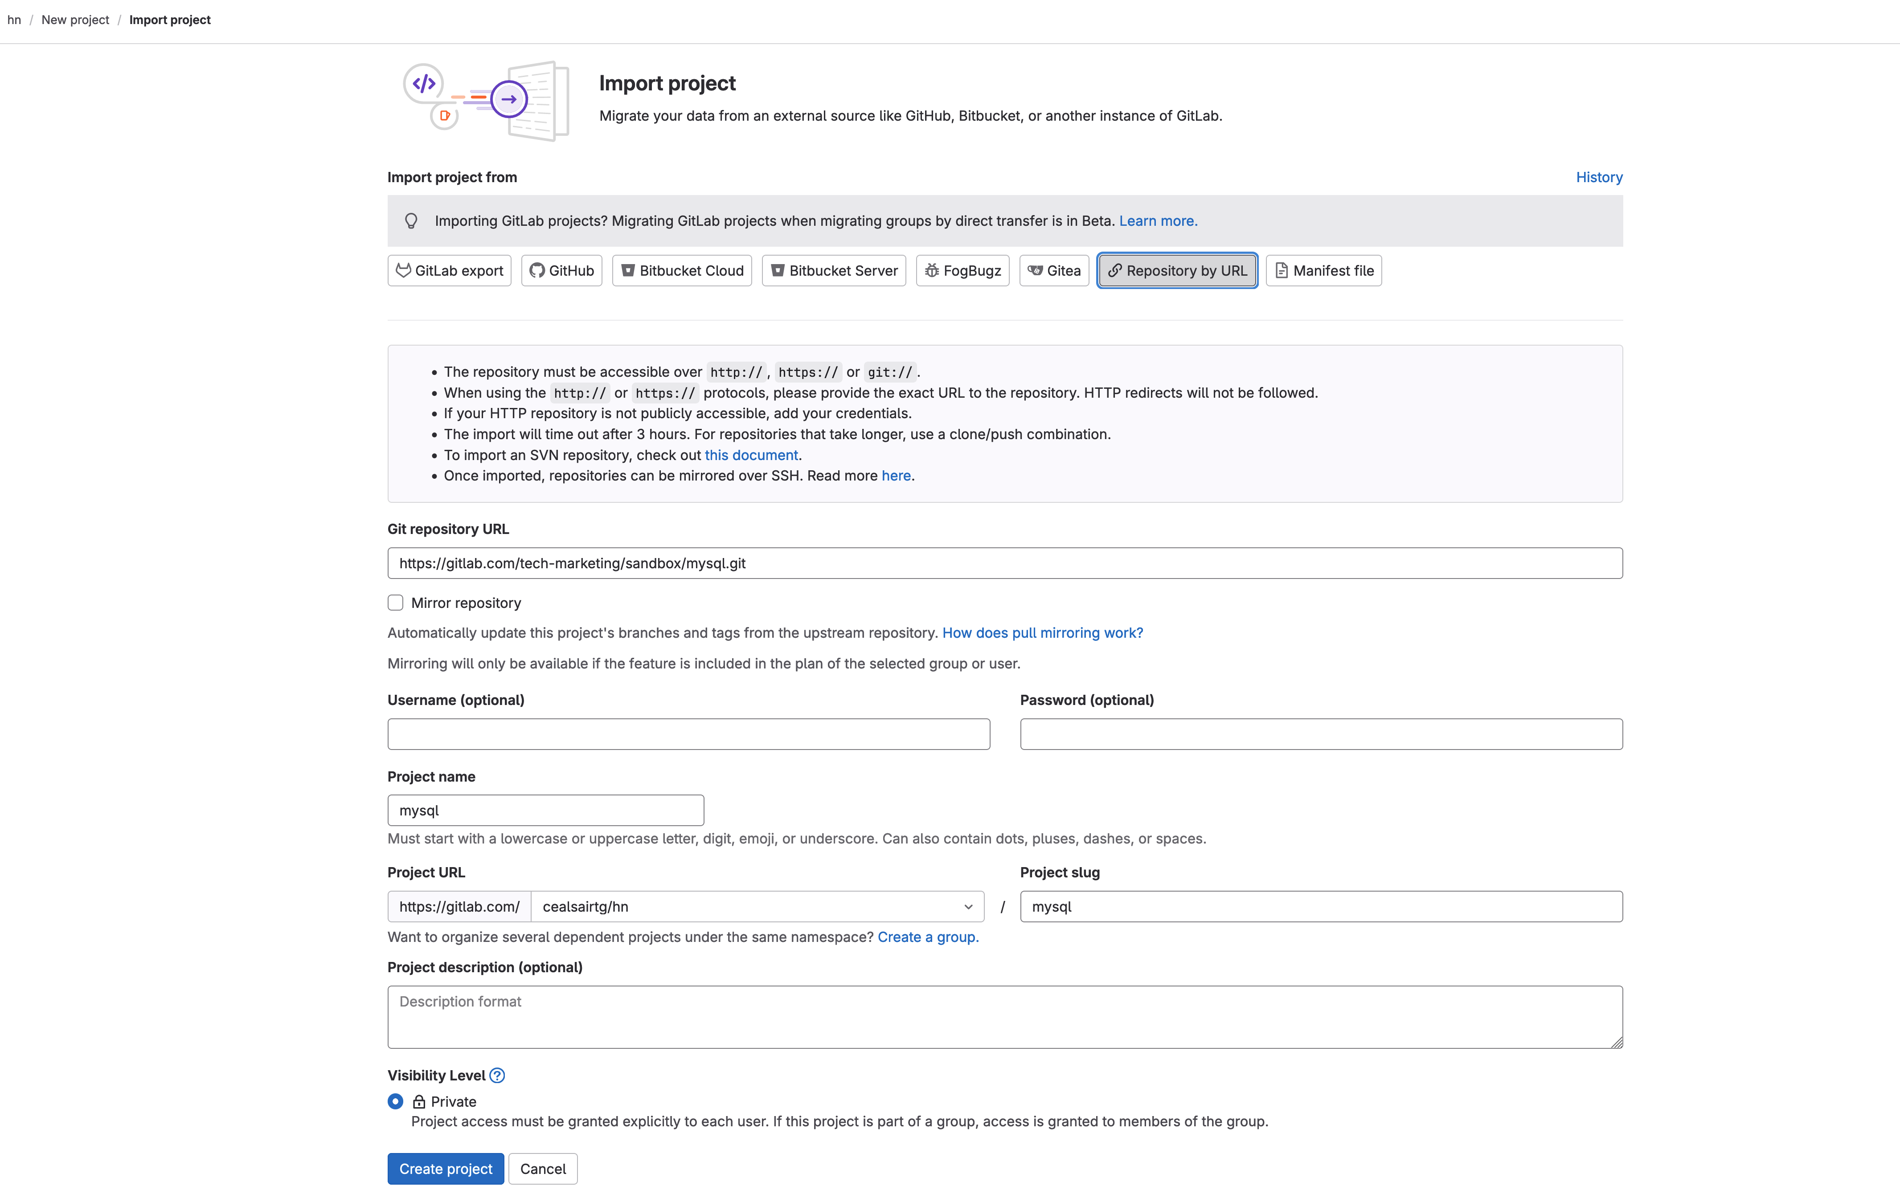 hn / New project / Import project
Import project
Migrate your data from an external source like GitHub, Bitbucket, or another instance of GitLab.
Import project from
History
Importing GitLab projects? Migrating GitLab projects when migrating groups by direct transfer is in Beta. Learn more.
GitLab export
GitHub
Bitbucket Cloud
Bitbucket Server
FogBugz
Gitea
Repository by URL
Manifest file
• The repository must be accessible over http://, https:// or git://.
• When using the http:// or https:// protocols, please provide the exact URL to the repository. HTTP redirects will not be followed.
• If your HTTP repository is not publicly accessible, add your credentials.
• The import will time out after 3 hours. For repositories that take longer, use a clone/push combination.
• To import an SVN repository, check out this document.
• Once imported, repositories can be mirrored over SSH. Read more here.
Git repository URL
https://gitlab.com/tech-marketing/sandbox/mysql.git
Mirror repository
Automatically update this project's branches and tags from the upstream repository. How does pull mirroring work?
Mirroring will only be available if the feature is included in the plan of the selected group or user.
Username (optional)
Password (optional)
Project name
mysql
Must start with a lowercase or uppercase letter, digit, emoji, or underscore. Can also contain dots, pluses, dashes, or spaces.
Project URL
Project slug
https://gitlab.com/ cealsairtg/hn / mysql
Want to organize several dependent projects under the same namespace? Create a group.
Project description (optional)
Description format
Visibility Level
Private
Project access must be granted explicitly to each user. If this project is part of a group, access is granted to members of the group.
Create project
Cancel